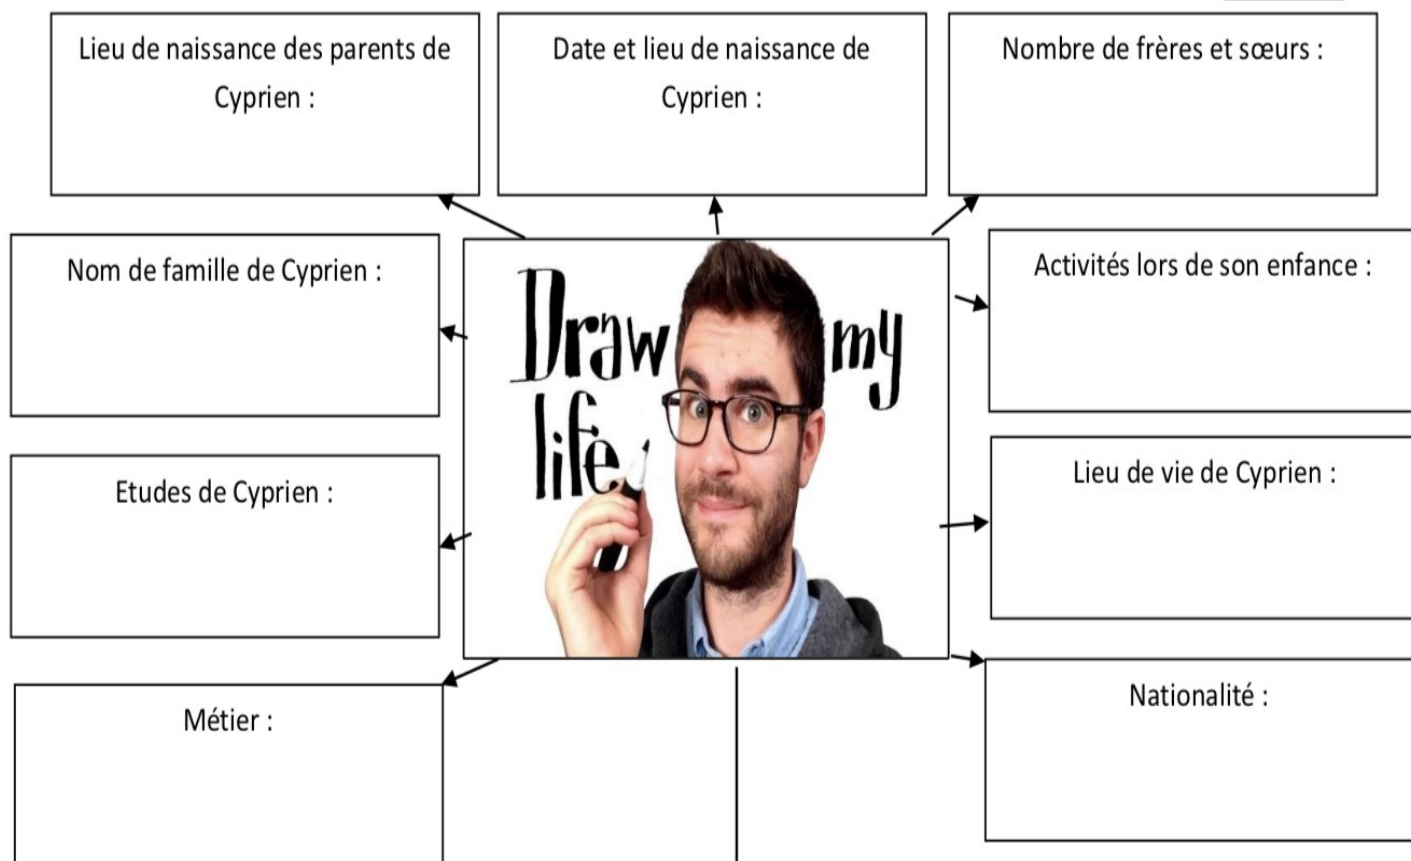 Lieu de naissance des parents de
Cyprien :
Date et lieu de naissance de
Cyprien :
Nombre de frères et sœurs :
Nom de famille de Cyprien :
Draw my
life
Activités lors de son enfance :
Etudes de Cyprien :
Lieu de vie de Cyprien :
Métier :
Nationalité :